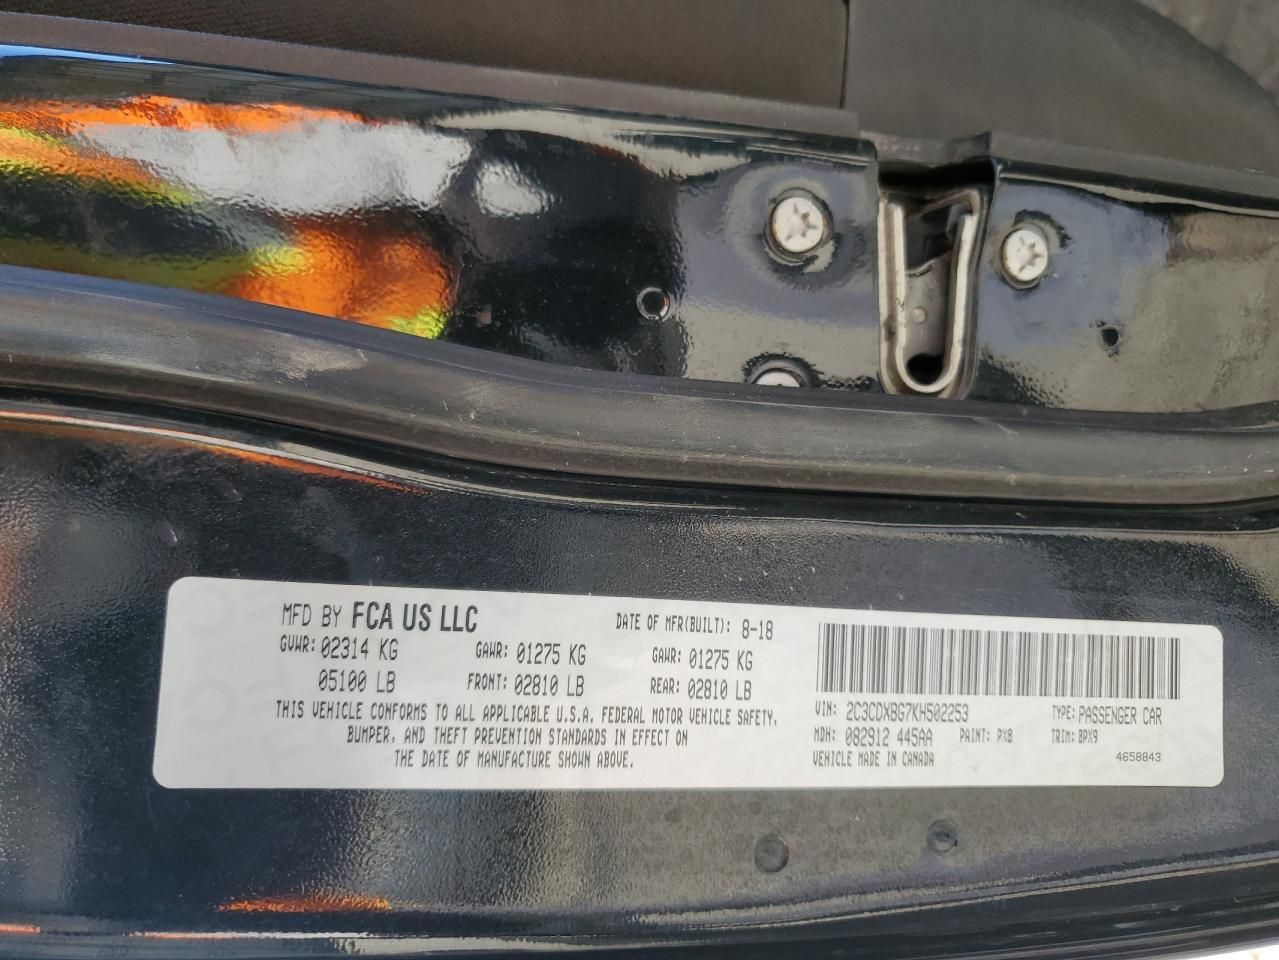 MFD BY FCA US LLC DATE OF MFR(BUILT): 8-18
GVWR: 02314 KG GAWR: 01275 KG GAWR: 01275 KG
05100 LB FRONT: 02810 LB REAR: 02810 LB
THIS VEHICLE CONFORMS TO ALL APPLICABLE U.S.A. FEDERAL MOTOR VEHICLE SAFETY,
BUMPER, AND THEFT PREVENTION STANDARDS IN EFFECT ON
THE DATE OF MANUFACTURE SHOWN ABOVE.
VIN: 2C3CDXBG7KH502253 TYPE: PASSENGER CAR
MDH: 082912 445AA PAINT: PX8 TRIM: BPX9
VEHICLE MADE IN CANADA 4658843